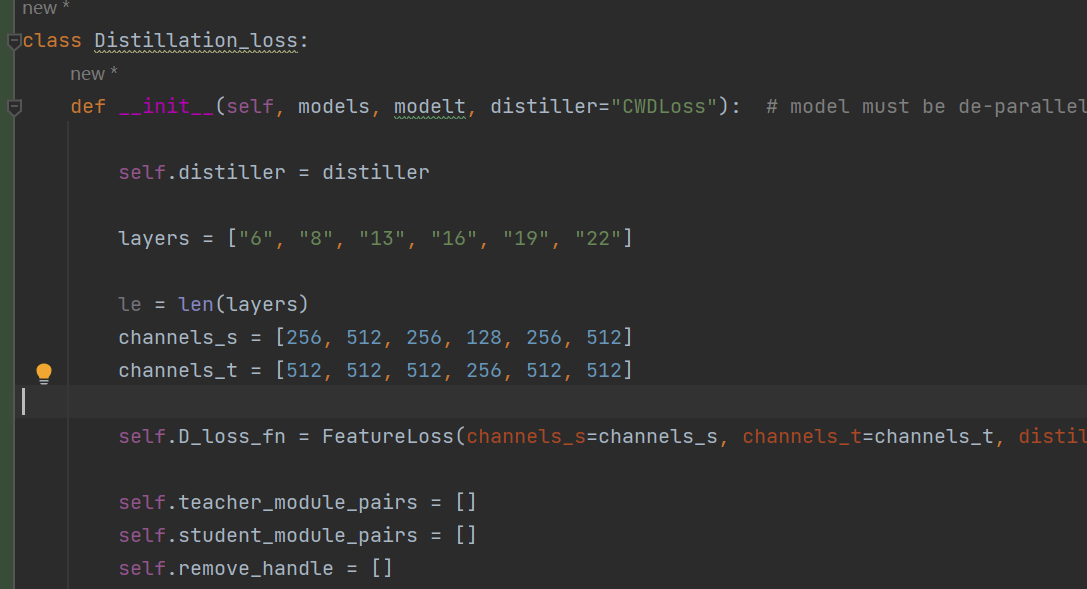 new *
class Distillation_loss:
new *
def __init__(self, models, modelt, distiller="CWDLoss"):  # model must be de-parallel
self.distiller = distiller
layers = ["6", "8", "13", "16", "19", "22"]
le = len(layers)
channels_s = [256, 512, 256, 128, 256, 512]
channels_t = [512, 512, 512, 256, 512, 512]
self.D_loss_fn = FeatureLoss(channels_s=channels_s, channels_t=channels_t, distil
self.teacher_module_pairs = []
self.student_module_pairs = []
self.remove_handle = []